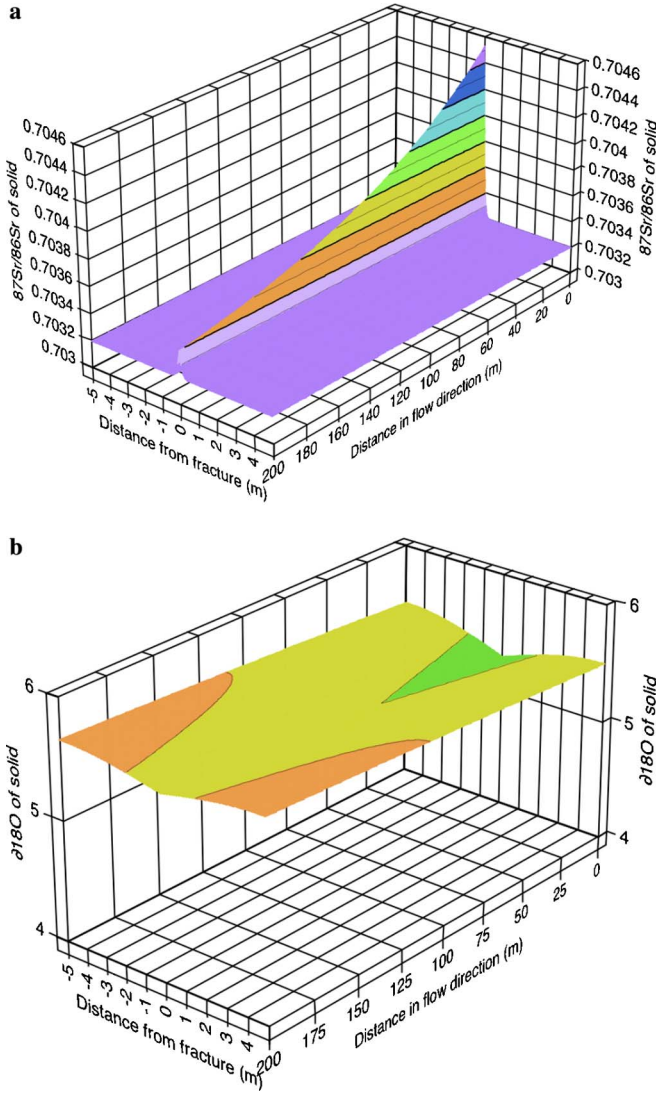 a
0.7046
0.7044
0.7042
0.704
0.7038
0.7036
0.7034
0.7032
0.703
87Sr/86Sr of solid
0.7046
0.7044
0.7042
0.704
0.7038
0.7036
0.7034
0.7032
0.703
87Sr/86Sr of solid
-5 -4 -3 -2 -1 0 1 2 3 4
Distance from fracture (m)
200 180 160 140 120 100 80 60 40 20 0
Distance in flow direction (m)
b
6
5
4
∂18O of solid
6
5
4
∂18O of solid
-5 -4 -3 -2 -1 0 1 2 3 4
Distance from fracture (m)
200 175 150 125 100 75 50 25 0
Distance in flow direction (m)